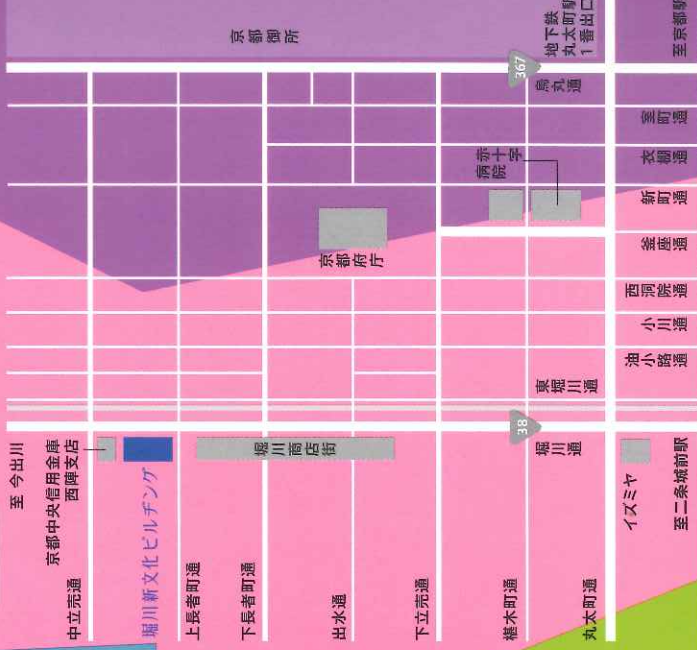 至 今出川
京都中央信用金庫
西陣支店
中立売通
堀川新文化ビルヂング
上長者町通
下長者町通
堀川商店街
出水通
下立売通
38
堀川通
東堀川通
椹木町通
丸太町通
イズミヤ
至二条城前駅
京都御所
京都府庁
赤十字
病院
367
烏丸通
地下鉄
丸太町駅
1番出口
至京都駅
室町通
衣棚通
新町通
釜座通
西洞院通
小川通
油小路通